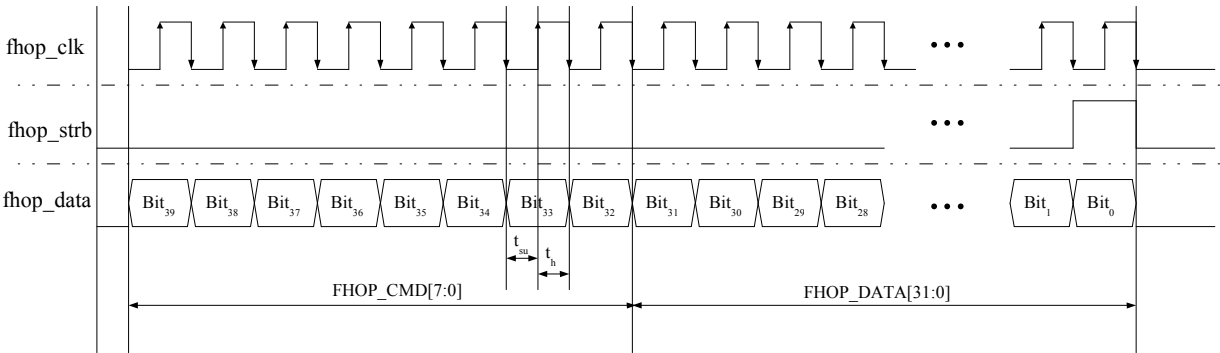 fhop_clk
•••
fhop_strb
•••
fhop_data
Bit39 Bit38 Bit37 Bit36 Bit35 Bit34 Bit33 Bit32 Bit31 Bit30 Bit29 Bit28 ••• Bit1 Bit0
tsu
th
FHOP_CMD[7:0]
FHOP_DATA[31:0]